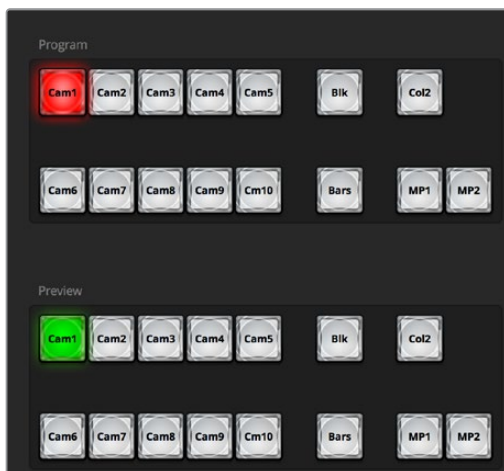 Program
Cam1 Cam2 Cam3 Cam4 Cam5 Blk Col2
Cam6 Cam7 Cam8 Cam9 Cm10 Bars MP1 MP2
Preview
Cam1 Cam2 Cam3 Cam4 Cam5 Blk Col2
Cam6 Cam7 Cam8 Cam9 Cm10 Bars MP1 MP2